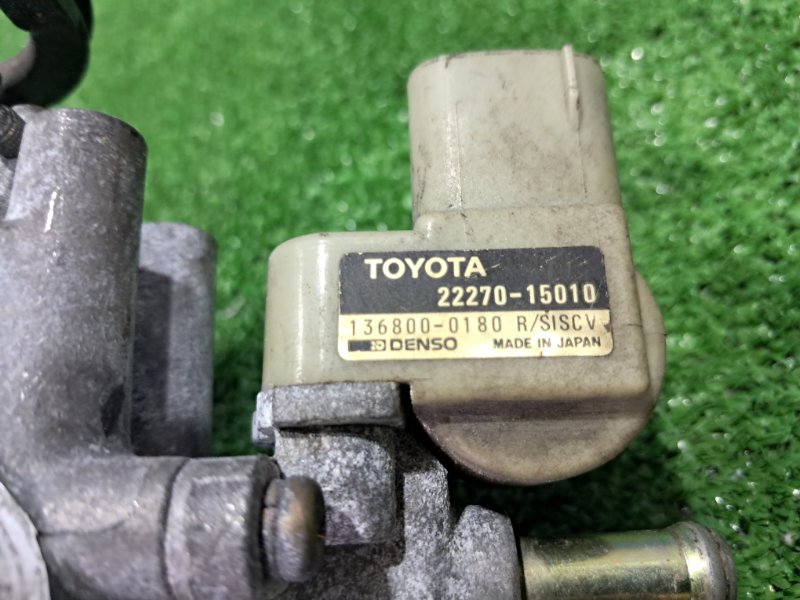 TOYOTA
22270-15010
136800-0180 R/SISCV
DENSO MADE IN JAPAN